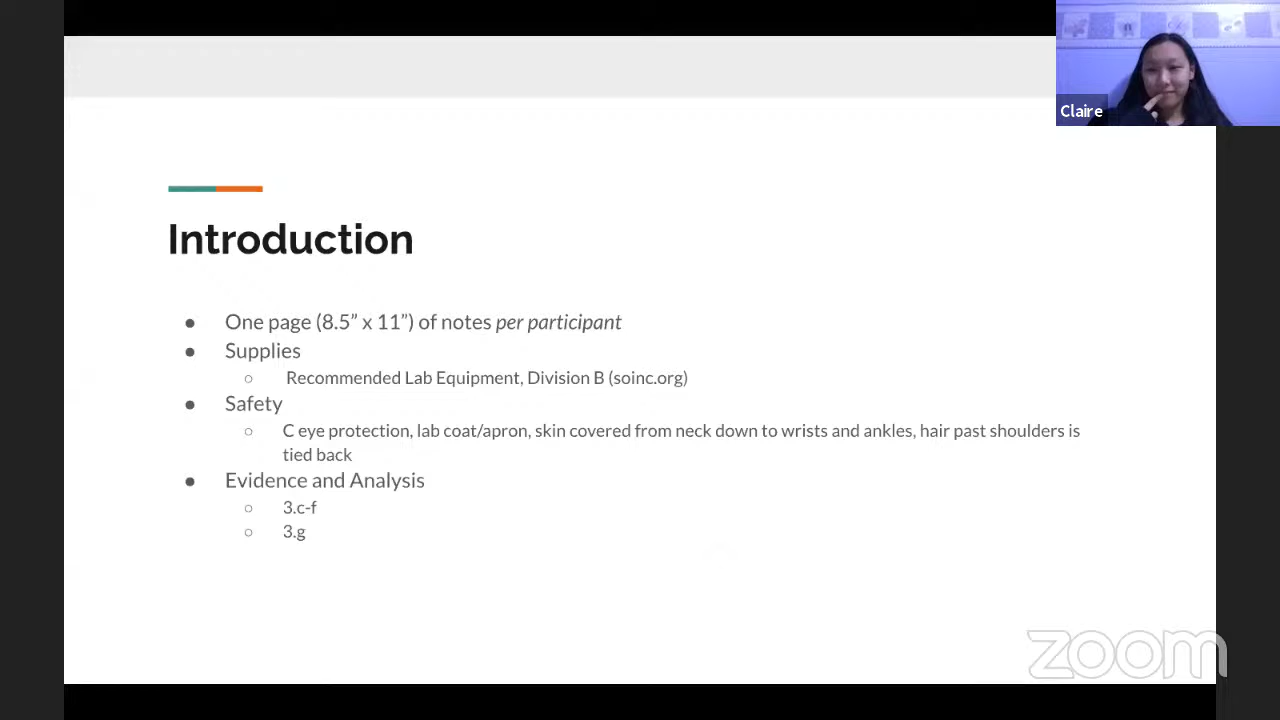 Claire
Introduction
● One page (8.5” x 11”) of notes per participant
● Supplies
○ Recommended Lab Equipment, Division B (soinc.org)
● Safety
○ C eye protection, lab coat/apron, skin covered from neck down to wrists and ankles, hair past shoulders is
tied back
● Evidence and Analysis
○ 3.c-f
○ 3.g
zoom